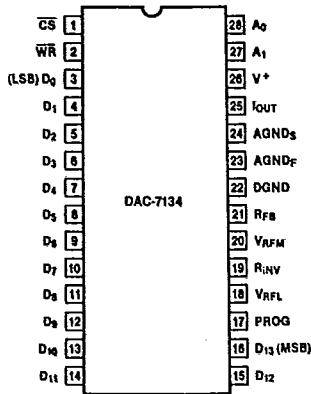 C̅S̅ 1
W̅R̅ 2
(LSB) D₀ 3
D₁ 4
D₂ 5
D₃ 6
D₄ 7
D₅ 8
D₆ 9
D₇ 10
D₈ 11
D₉ 12
D₁₀ 13
D₁₁ 14
DAC-7134
28 A₀
27 A₁
26 V⁺
25 IOUT
24 AGNDS
23 AGNDF
22 DGND
21 RFB
20 VRFM
19 RINV
18 VRFL
17 PROG
16 D₁₃ (MSB)
15 D₁₂